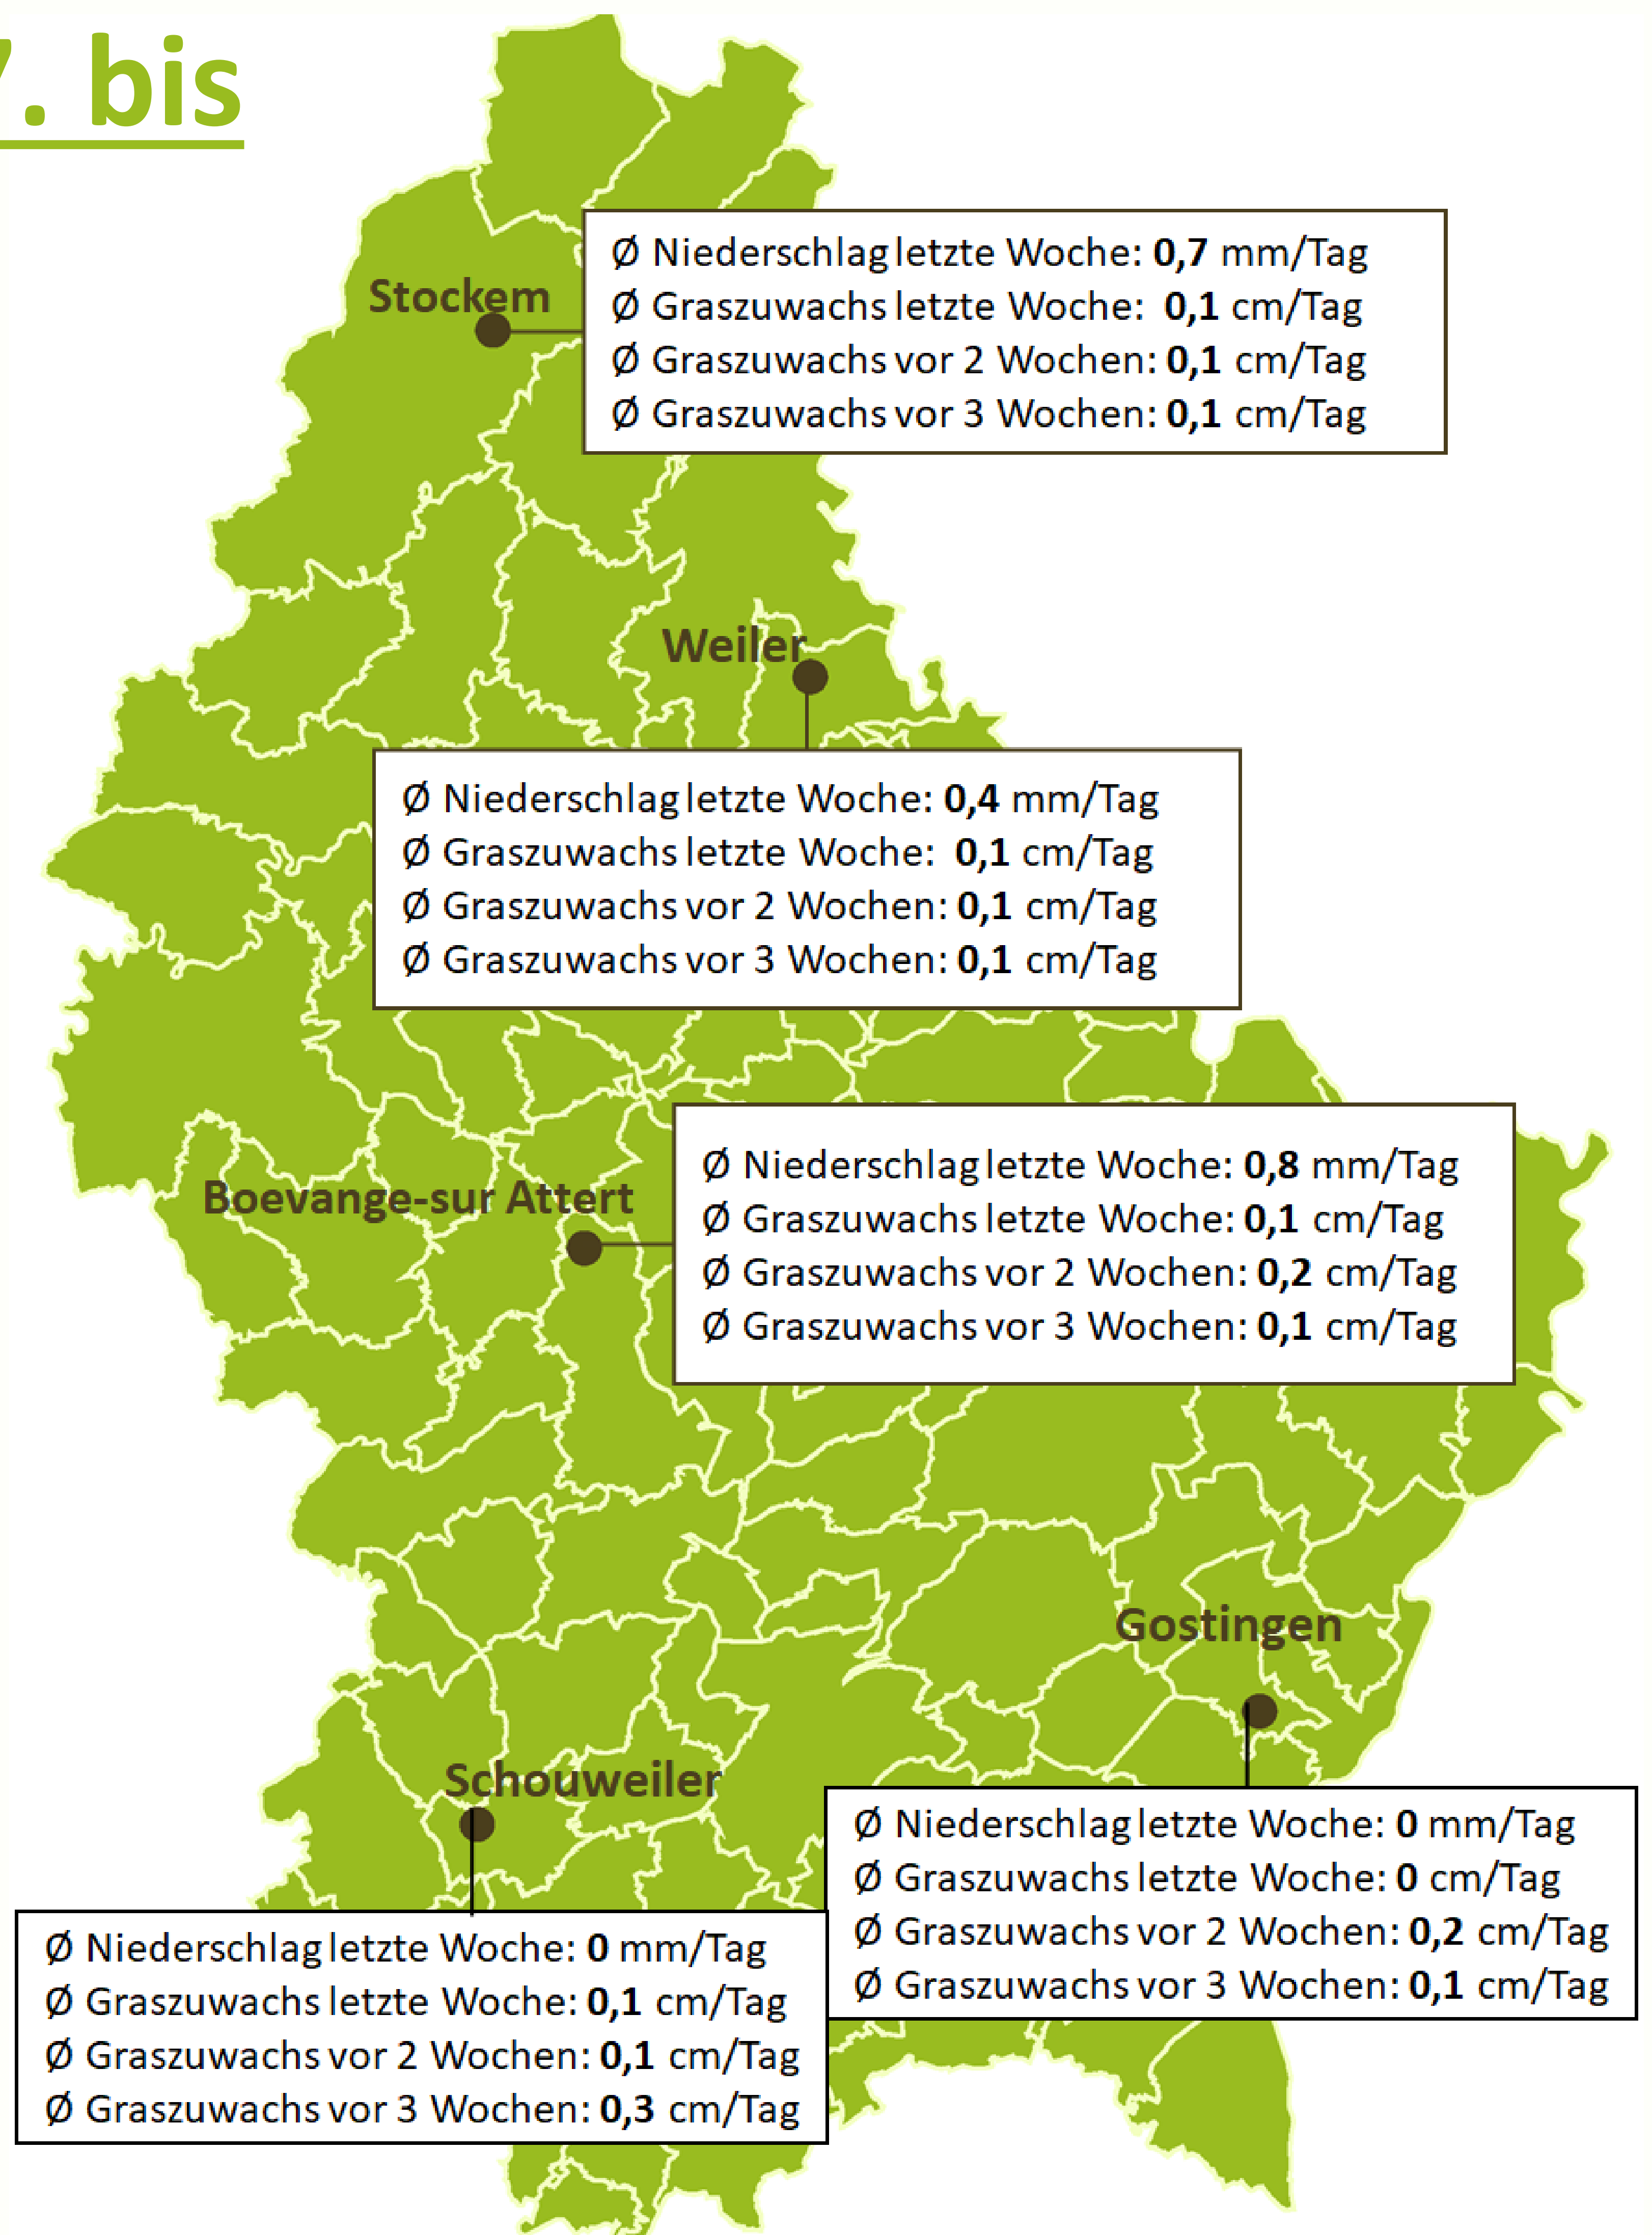 7. bis
Stockem
Ø Niederschlag letzte Woche: 0,7 mm/Tag
Ø Graszuwachs letzte Woche: 0,1 cm/Tag
Ø Graszuwachs vor 2 Wochen: 0,1 cm/Tag
Ø Graszuwachs vor 3 Wochen: 0,1 cm/Tag
Weiler
Ø Niederschlag letzte Woche: 0,4 mm/Tag
Ø Graszuwachs letzte Woche: 0,1 cm/Tag
Ø Graszuwachs vor 2 Wochen: 0,1 cm/Tag
Ø Graszuwachs vor 3 Wochen: 0,1 cm/Tag
Boevange-sur Attert
Ø Niederschlag letzte Woche: 0,8 mm/Tag
Ø Graszuwachs letzte Woche: 0,1 cm/Tag
Ø Graszuwachs vor 2 Wochen: 0,2 cm/Tag
Ø Graszuwachs vor 3 Wochen: 0,1 cm/Tag
Gostingen
Ø Niederschlag letzte Woche: 0 mm/Tag
Ø Graszuwachs letzte Woche: 0 cm/Tag
Ø Graszuwachs vor 2 Wochen: 0,2 cm/Tag
Ø Graszuwachs vor 3 Wochen: 0,1 cm/Tag
Schouweiler
Ø Niederschlag letzte Woche: 0 mm/Tag
Ø Graszuwachs letzte Woche: 0,1 cm/Tag
Ø Graszuwachs vor 2 Wochen: 0,1 cm/Tag
Ø Graszuwachs vor 3 Wochen: 0,3 cm/Tag